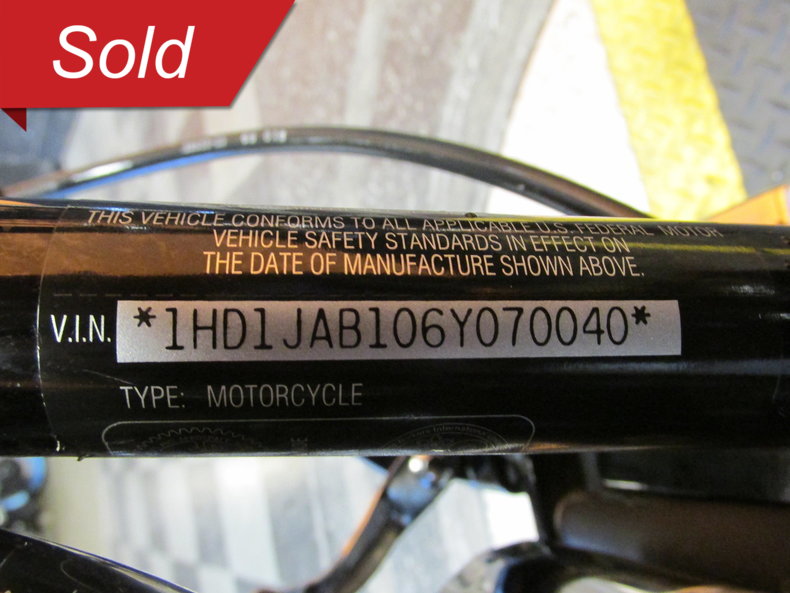 Sold
THIS VEHICLE CONFORMS TO ALL APPLICABLE U.S. FEDERAL MOTOR
VEHICLE SAFETY STANDARDS IN EFFECT ON
THE DATE OF MANUFACTURE SHOWN ABOVE.
V.I.N. *1HD1JAB106Y070040*
TYPE: MOTORCYCLE